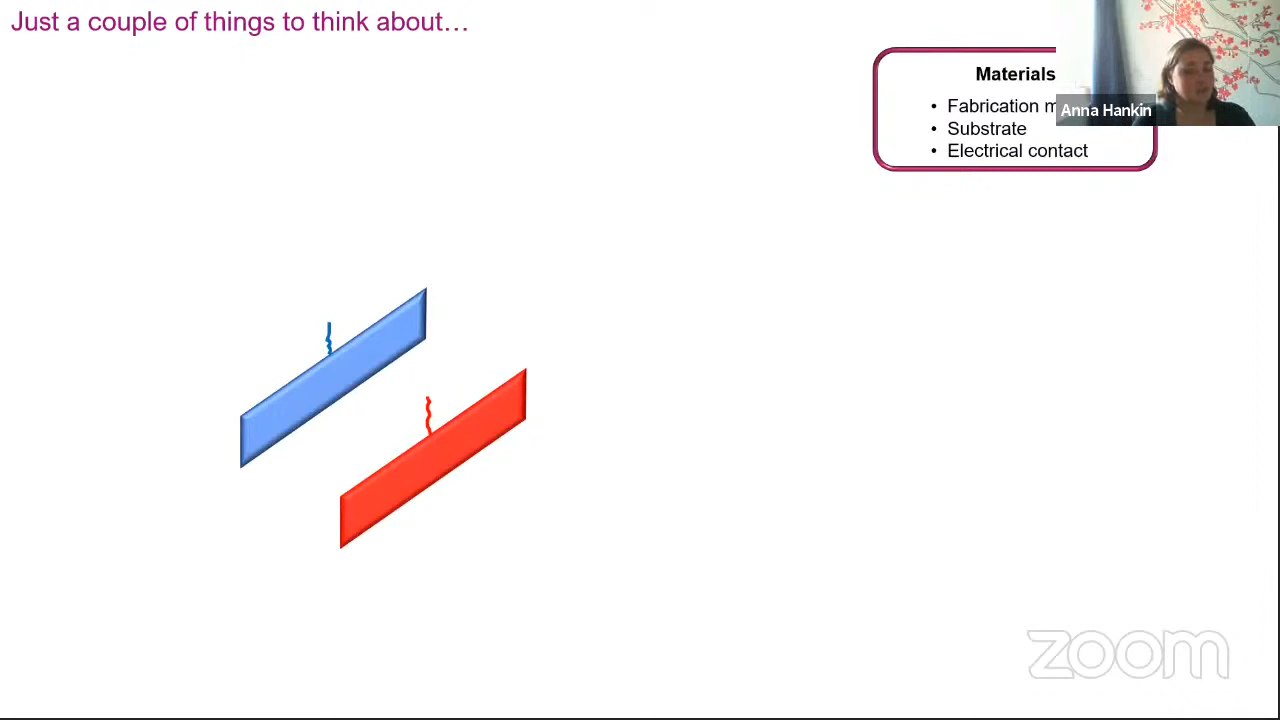 Just a couple of things to think about…
Materials
• Fabrication
• Substrate
• Electrical contact
Anna Hankin
zoom